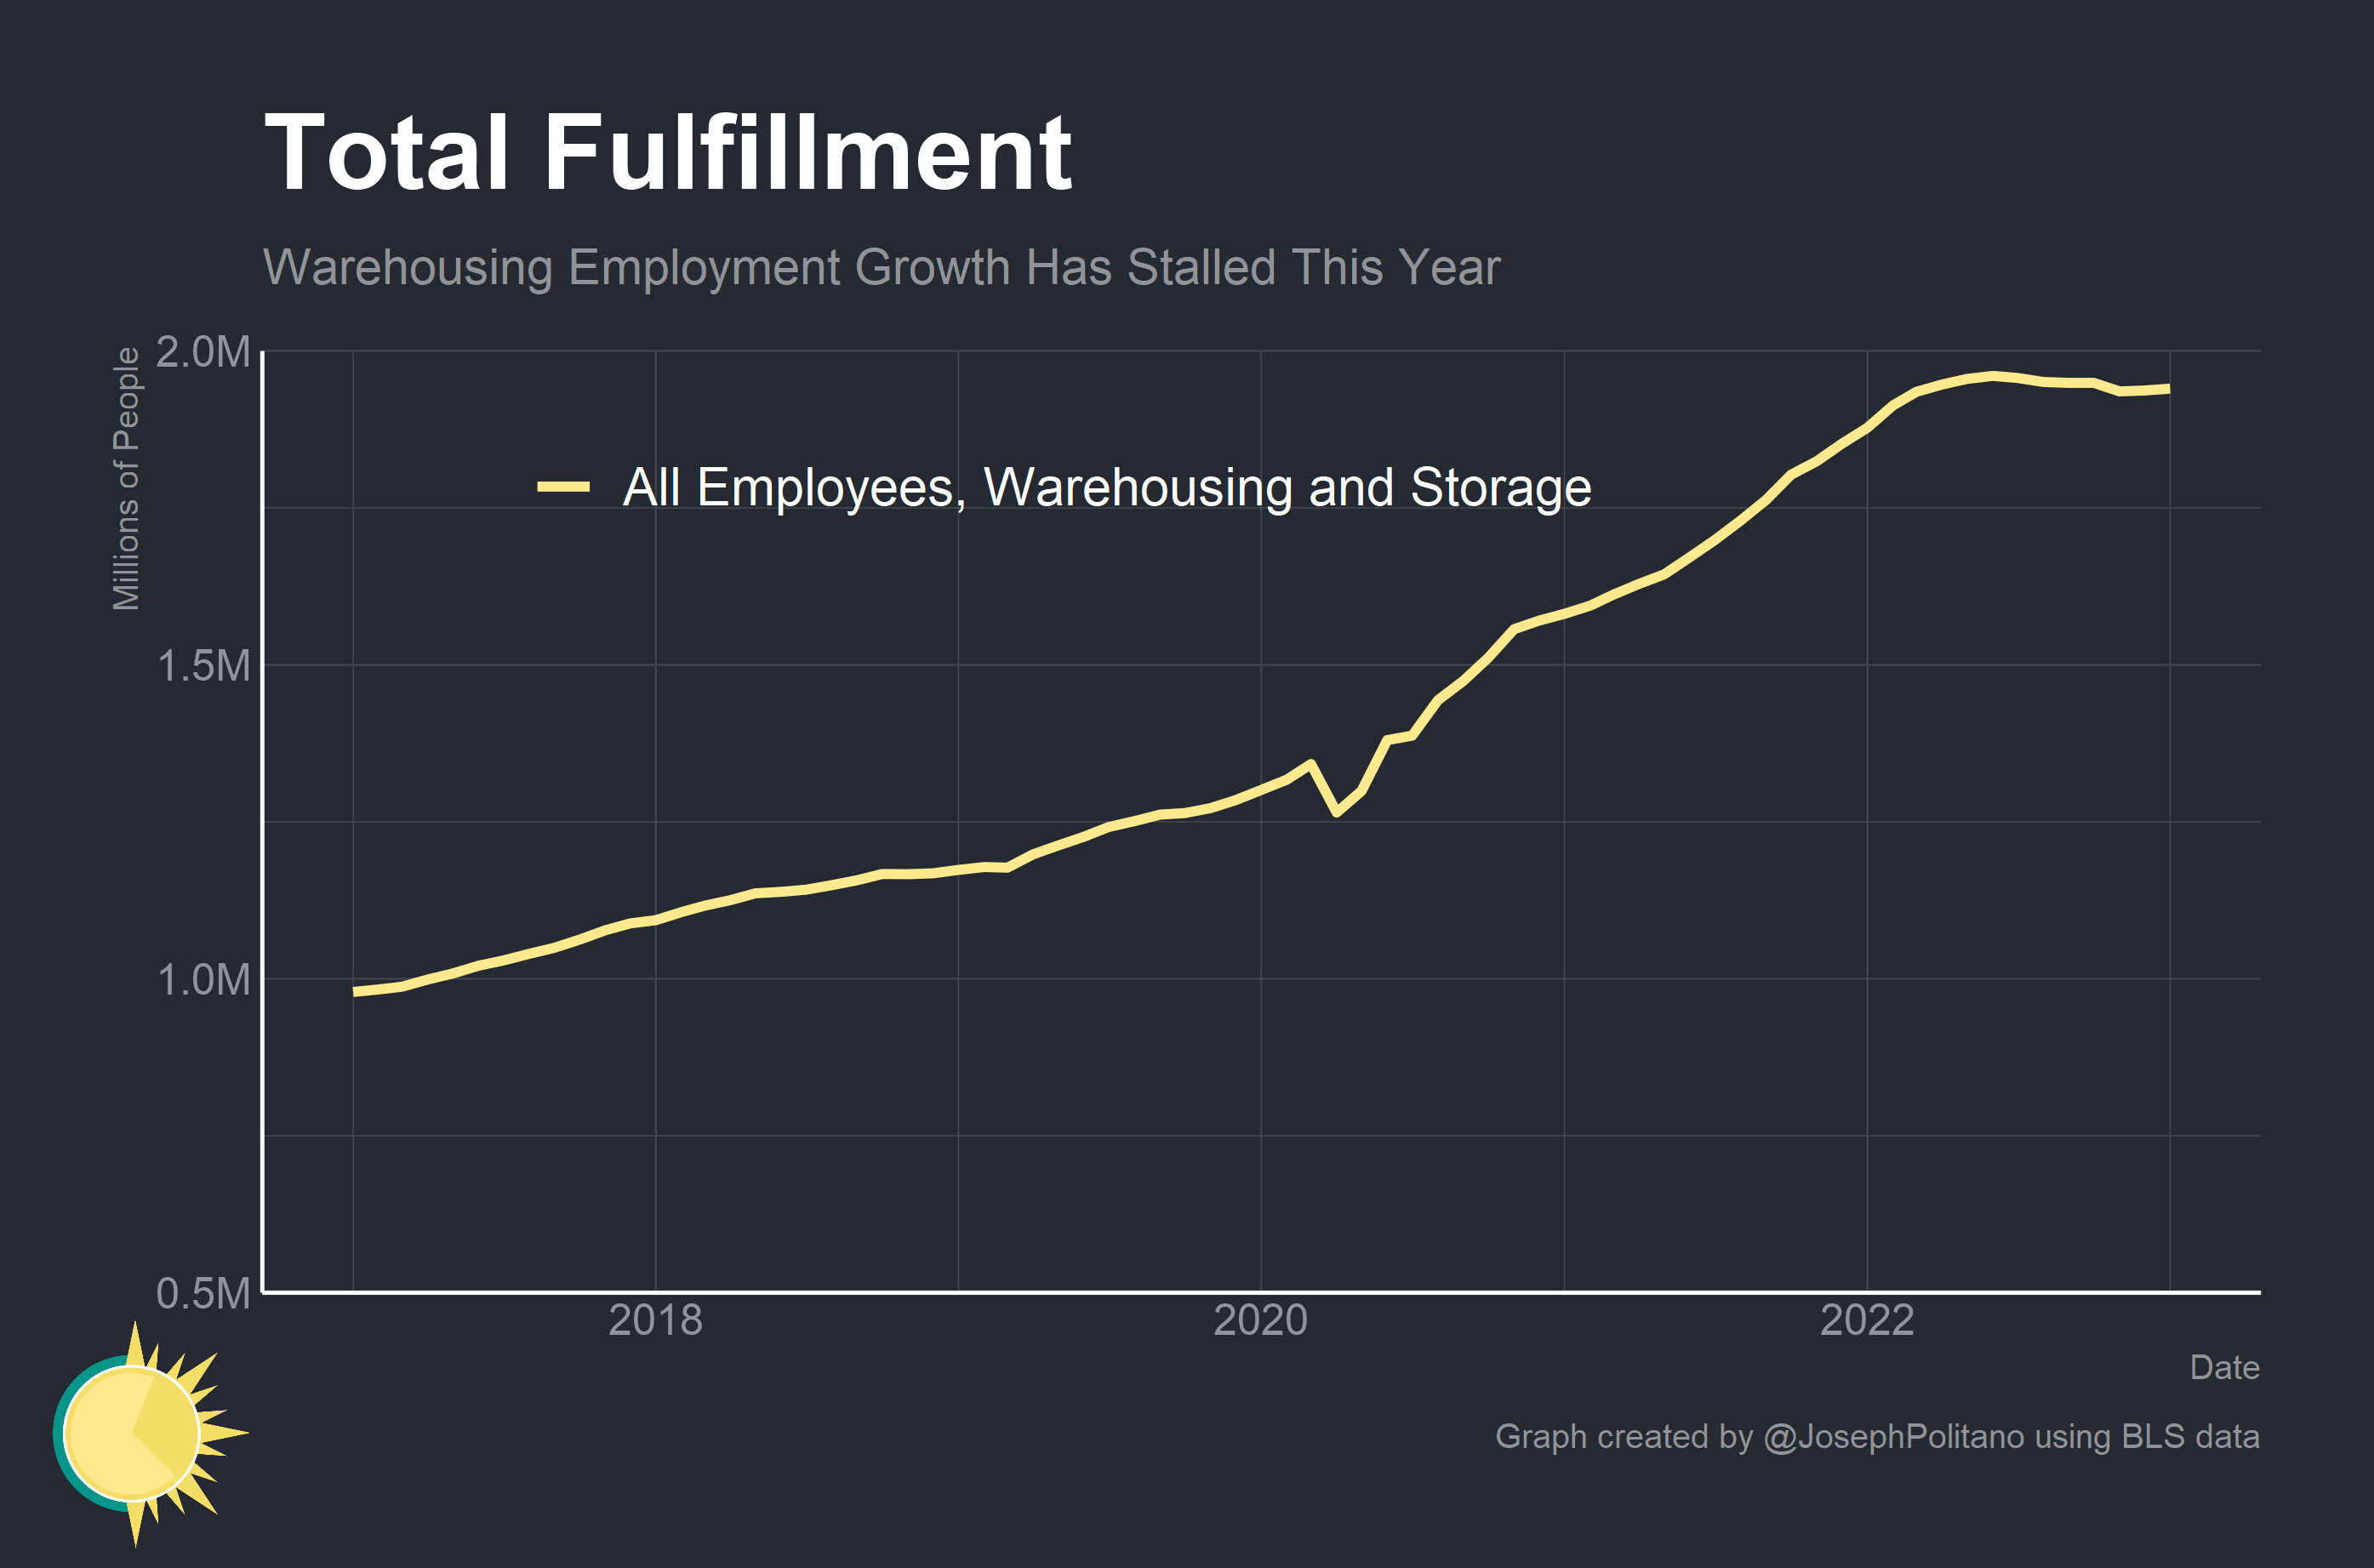 Total Fulfillment
Warehousing Employment Growth Has Stalled This Year
Millions of People
2.0M
1.5M
1.0M
0.5M
All Employees, Warehousing and Storage
2018
2020
2022
Date
Graph created by @JosephPolitano using BLS data